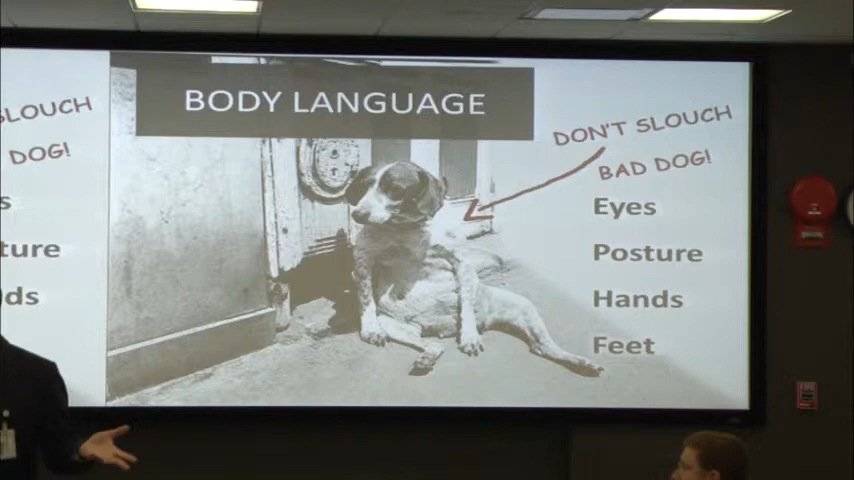 BODY LANGUAGE
SLOUCH
DOG!
s
ture
ds
DON'T SLOUCH
BAD DOG!
Eyes
Posture
Hands
Feet